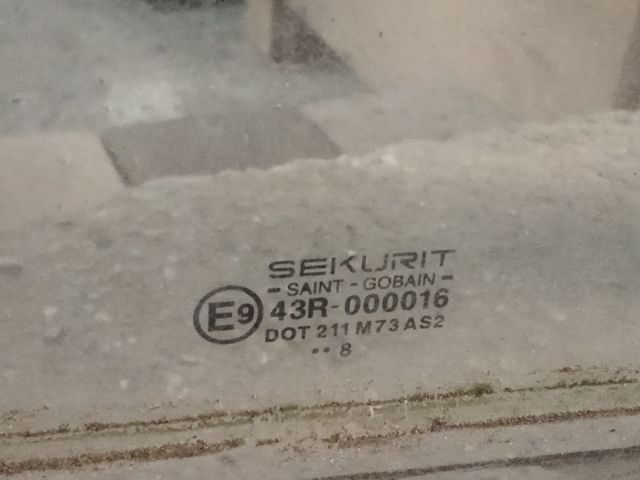 SEKURIT
- SAINT - GOBAIN -
E9 43R-000016
DOT 211 M73 AS2
•• 8